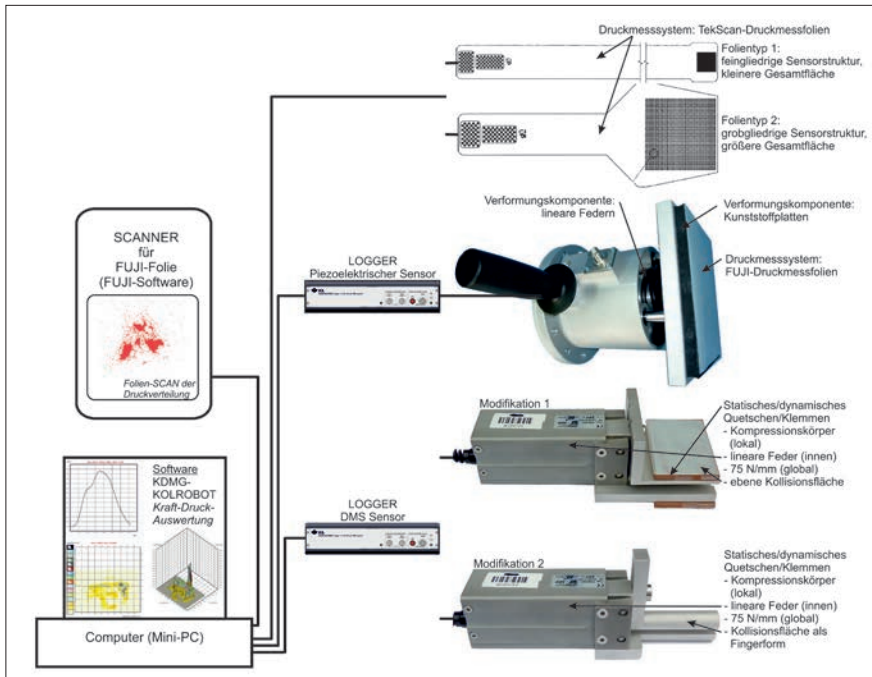 Druckmesssystem: TekScan-Druckmessfolien
Folientyp 1:
feingliedrige Sensorstruktur,
kleinere Gesamtfläche
Folientyp 2:
grobgliedrige Sensorstruktur,
größere Gesamtfläche
Verformungskomponente:
lineare Federn
Verformungskomponente:
Kunststoffplatten
Druckmesssystem:
FUJI-Druckmessfolien
SCANNER
für
FUJI-Folie
(FUJI-Software)
Folien-SCAN der
Druckverteilung
LOGGER
Piezoelektrischer Sensor
Modifikation 1
Statisches/dynamisches
Quetschen/Klemmen
- Kompressionskörper
(lokal)
- lineare Feder (innen)
- 75 N/mm (global)
- ebene Kollisionsfläche
Software
KDMG-
KOLROBOT
Kraft-Druck-
Auswertung
LOGGER
DMS Sensor
Modifikation 2
Statisches/dynamisches
Quetschen/Klemmen
- Kompressionskörper
(lokal)
- lineare Feder (innen)
- 75 N/mm (global)
- Kollisionsfläche als
Fingerform
Computer (Mini-PC)